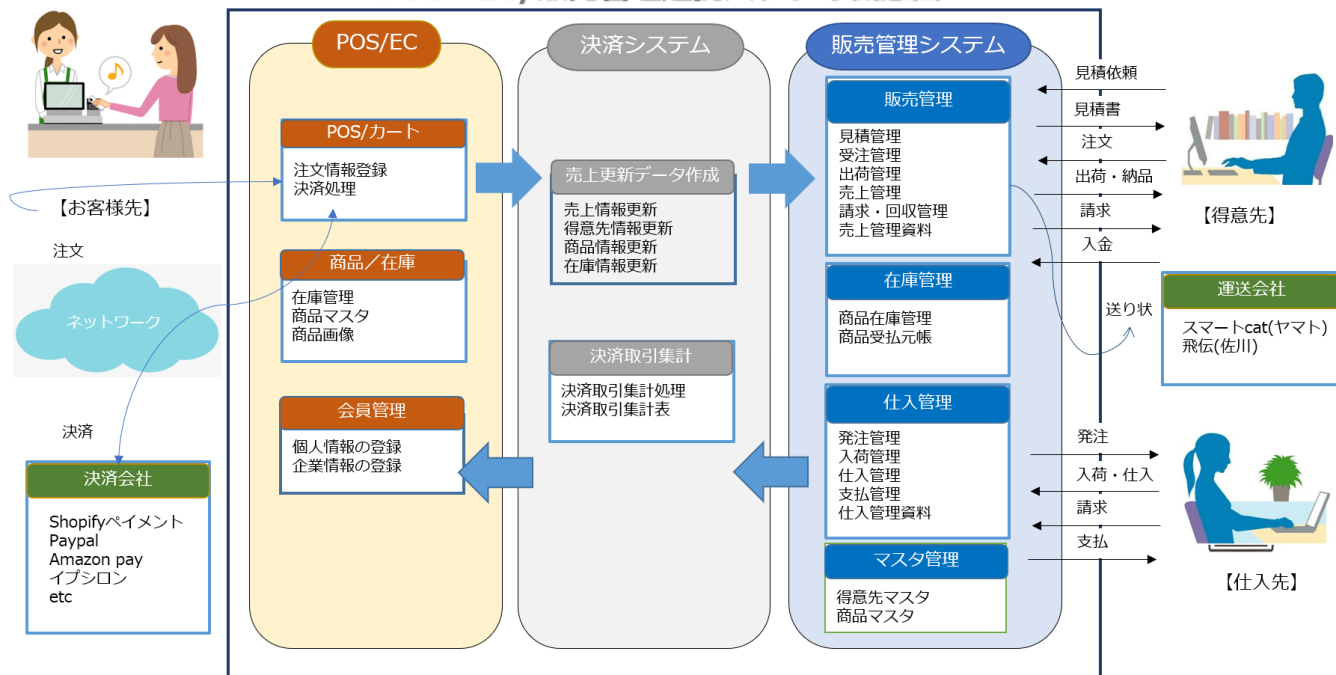 POS/EC
決済システム
販売管理システム
POS/カート
注文情報登録
決済処理
商品／在庫
在庫管理
商品マスタ
商品画像
会員管理
個人情報の登録
企業情報の登録
売上更新データ作成
売上情報更新
得意先情報更新
商品情報更新
在庫情報更新
決済取引集計
決済取引集計処理
決済取引集計表
販売管理
見積管理
受注管理
出荷管理
売上管理
請求・回収管理
売上管理資料
在庫管理
商品在庫管理
商品受払元帳
仕入管理
発注管理
入荷管理
仕入管理
支払管理
仕入管理資料
マスタ管理
得意先マスタ
商品マスタ
【お客様先】
注文
ネットワーク
決済
決済会社
Shopifyペイメント
Paypal
Amazon pay
イプシロン
etc
見積依頼
見積書
注文
出荷・納品
請求
入金
【得意先】
送り状
運送会社
スマートcat(ヤマト)
飛伝(佐川)
発注
入荷・仕入
請求
支払
【仕入先】